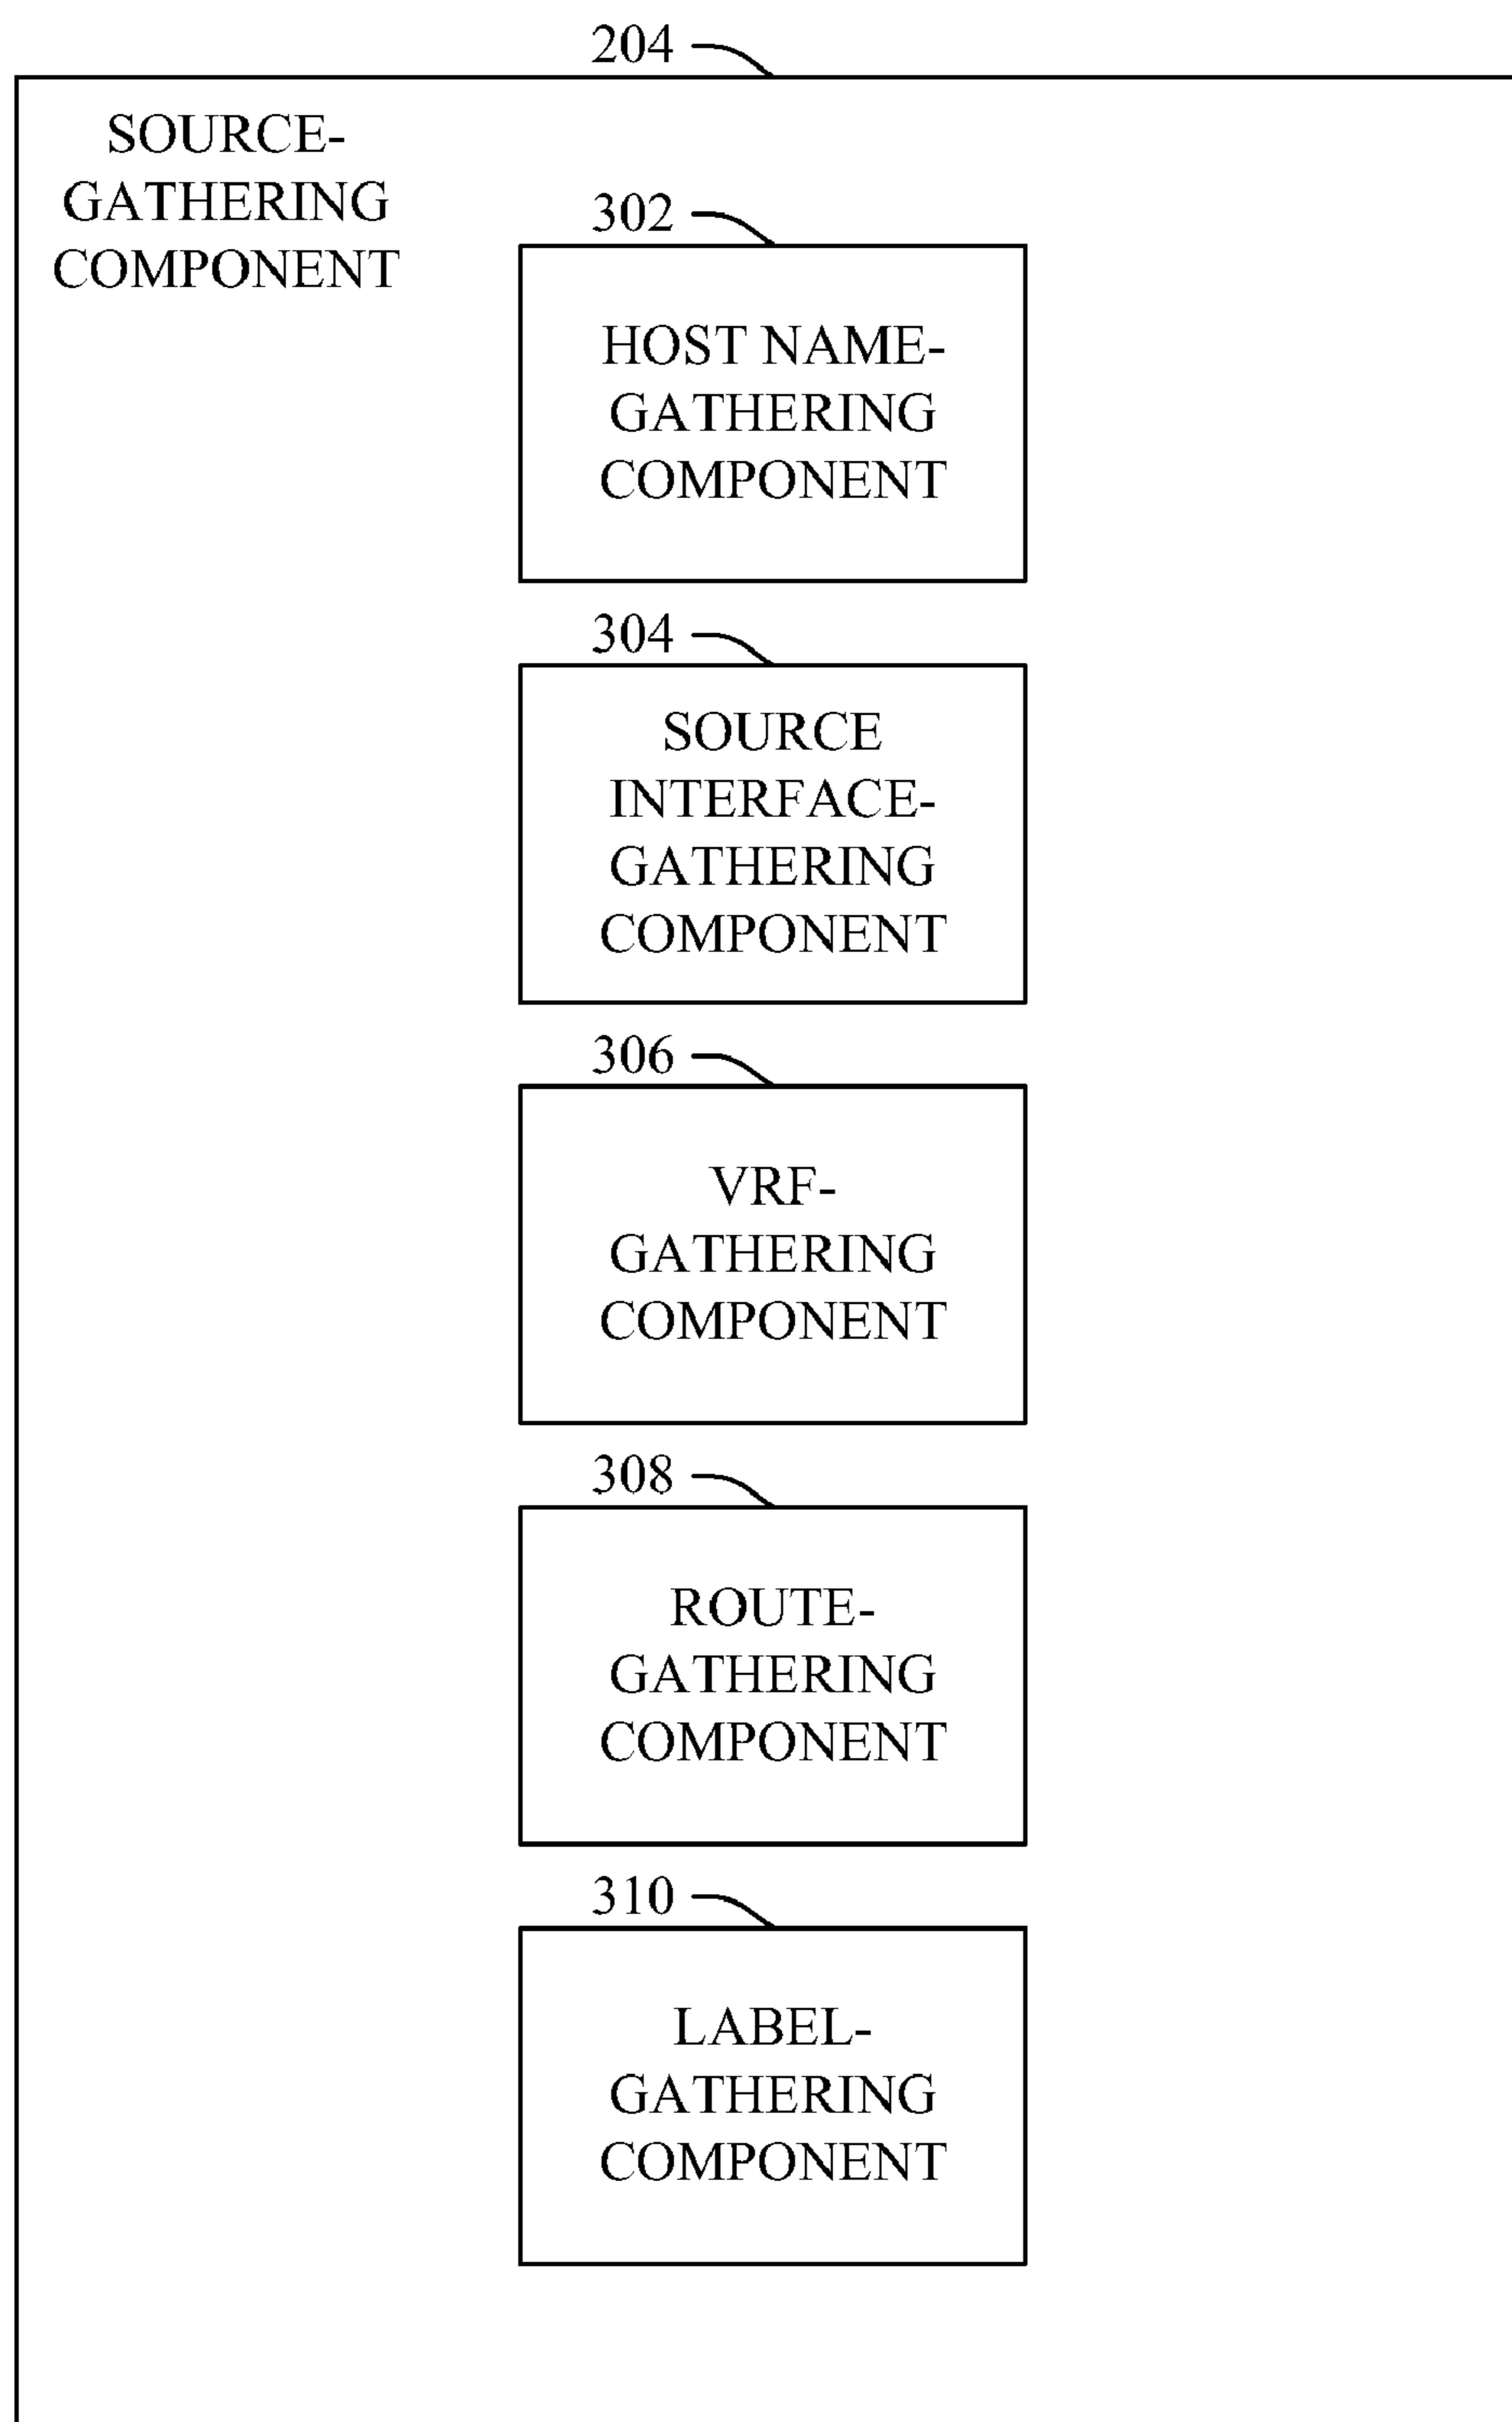 204
SOURCE-
GATHERING
COMPONENT
302
HOST NAME-
GATHERING
COMPONENT
304
SOURCE
INTERFACE-
GATHERING
COMPONENT
306
VRF-
GATHERING
COMPONENT
308
ROUTE-
GATHERING
COMPONENT
310
LABEL-
GATHERING
COMPONENT